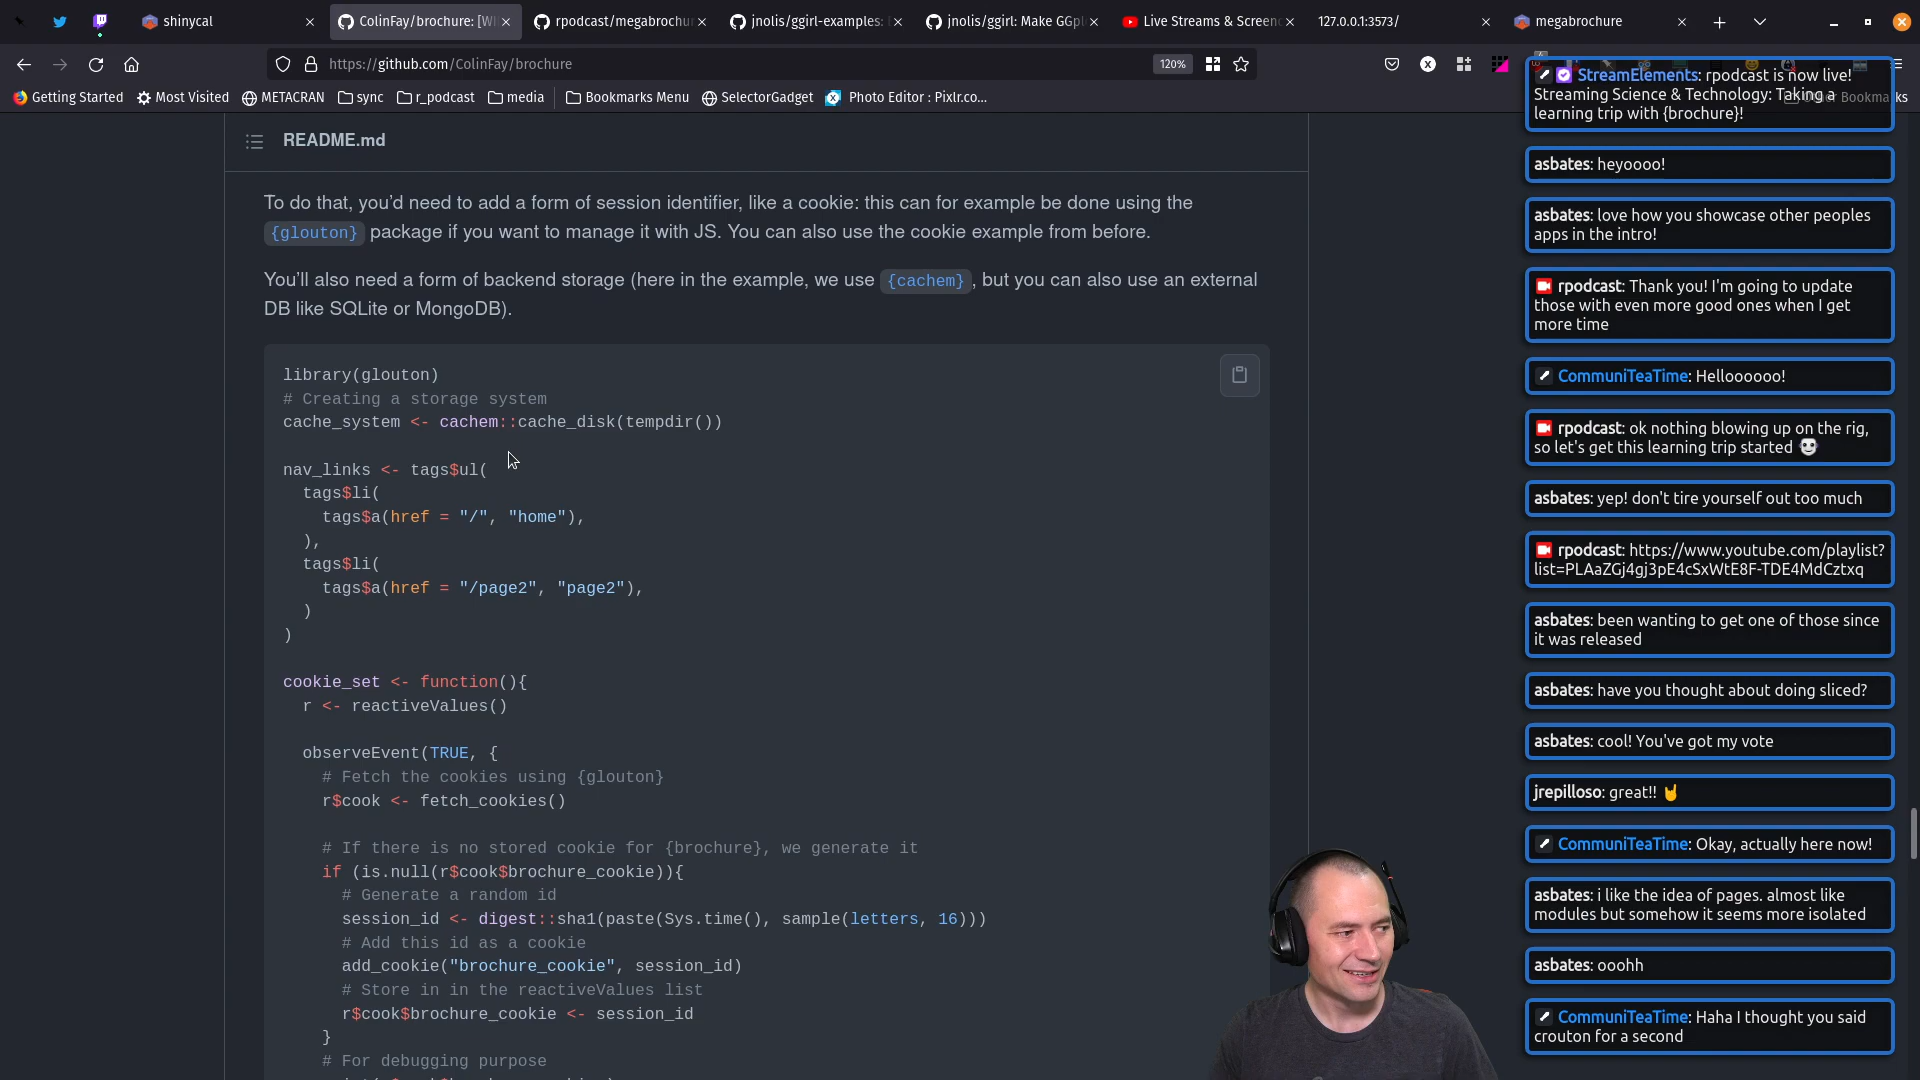 shinycal
ColinFay/brochure: [WI
rpodcast/megabrochur
jnolis/ggirl-examples: E
jnolis/ggirl: Make GGpl
Live Streams & Screenc
127.0.0.1:3573/
megabrochure
https://github.com/ColinFay/brochure
120%
Getting Started
Most Visited
METACRAN
sync
r_podcast
media
Bookmarks Menu
SelectorGadget
Photo Editor : Pixlr.co...
Other Bookmarks
README.md
To do that, you’d need to add a form of session identifier, like a cookie: this can for example be done using the
{glouton} package if you want to manage it with JS. You can also use the cookie example from before.
You’ll also need a form of backend storage (here in the example, we use {cachem}, but you can also use an external
DB like SQLite or MongoDB).
library(glouton)
# Creating a storage system
cache_system <- cachem::cache_disk(tempdir())
nav_links <- tags$ul(
tags$li(
tags$a(href = "/", "home"),
),
tags$li(
tags$a(href = "/page2", "page2"),
)
)
cookie_set <- function(){
r <- reactiveValues()
observeEvent(TRUE, {
# Fetch the cookies using {glouton}
r$cook <- fetch_cookies()
# If there is no stored cookie for {brochure}, we generate it
if (is.null(r$cook$brochure_cookie)){
# Generate a random id
session_id <- digest::sha1(paste(Sys.time(), sample(letters, 16)))
# Add this id as a cookie
add_cookie("brochure_cookie", session_id)
# Store in in the reactiveValues list
r$cook$brochure_cookie <- session_id
}
# For debugging purpose
StreamElements: rpodcast is now live!
Streaming Science & Technology: Taking a
learning trip with {brochure}!
asbates: heyoooo!
asbates: love how you showcase other peoples
apps in the intro!
rpodcast: Thank you! I'm going to update
those with even more good ones when I get
more time
CommuniTeaTime: Helloooooo!
rpodcast: ok nothing blowing up on the rig,
so let's get this learning trip started
asbates: yep! don't tire yourself out too much
rpodcast: https://www.youtube.com/playlist?
list=PLAaZGj4gj3pE4cSxWtE8F-TDE4MdCztxq
asbates: been wanting to get one of those since
it was released
asbates: have you thought about doing sliced?
asbates: cool! You've got my vote
jrepilloso: great!! 🤘
CommuniTeaTime: Okay, actually here now!
asbates: i like the idea of pages. almost like
modules but somehow it seems more isolated
asbates: ooohh
CommuniTeaTime: Haha I thought you said
crouton for a second